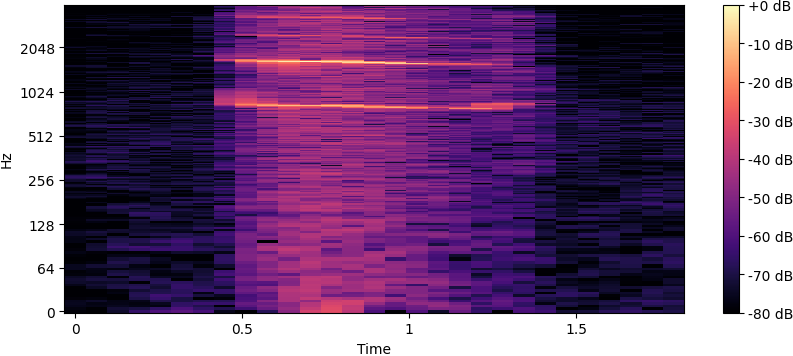 +0 dB
2048
-10 dB
1024
-20 dB
512
-30 dB
256
-40 dB
128
-50 dB
64
-60 dB
0
-70 dB
-80 dB
Hz
0
0.5
1
1.5
Time